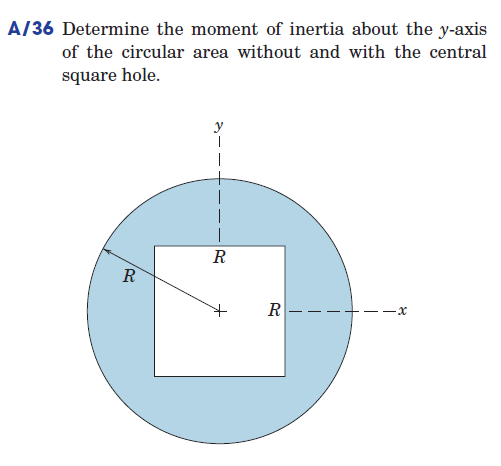 A/36 Determine the moment of inertia about the y-axis
of the circular area without and with the central
square hole.
y
R
R
R
x